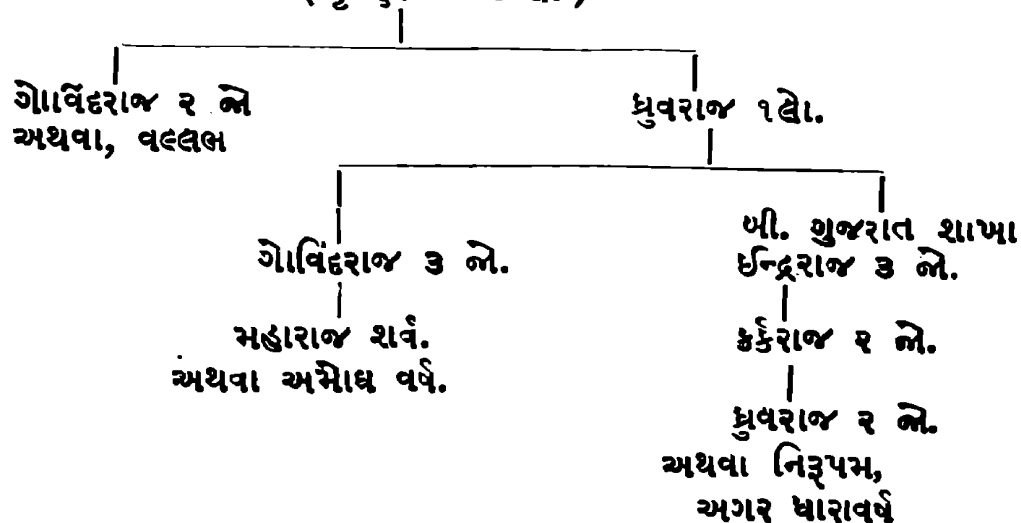 ગોવિંદરાજ ૨ જો
અથવા, વલ્લભ
ધ્રુવરાજ ૧લો.
ગોવિંદરાજ ૩ જો.
મહારાજ શર્વ.
અથવા અમોઘ વર્ષ.
બી. ગુજરાત શાખા
ઈન્દ્રરાજ ૩ જો.
કર્કરાજ ૨ જો.
ધ્રુવરાજ ૨ જો.
અથવા નિરૂપમ,
અગર ધારાવર્ષ